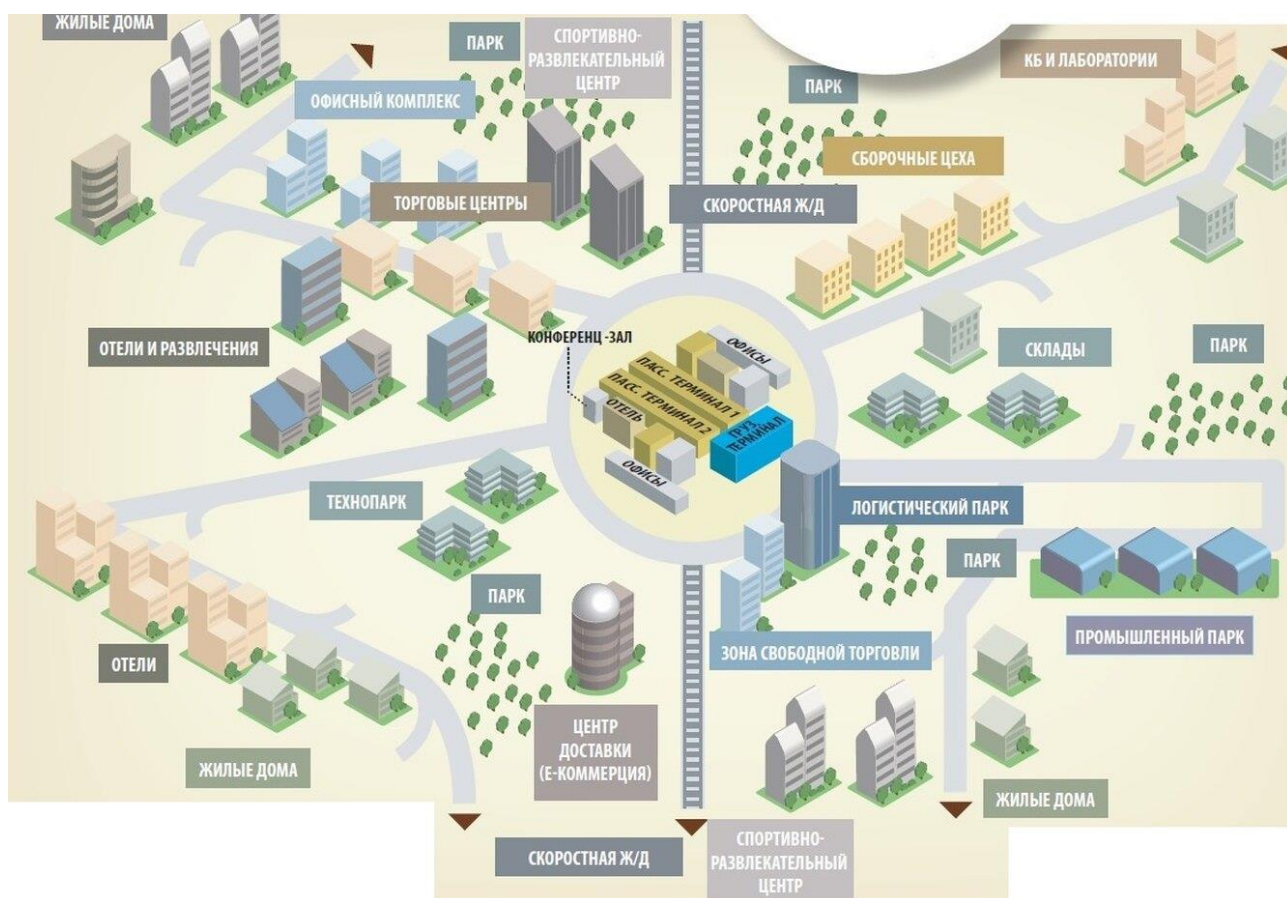 ЖИЛЫЕ ДОМА
ПАРК
СПОРТИВНО-
РАЗВЛЕКАТЕЛЬНЫЙ
ЦЕНТР
КБ И ЛАБОРАТОРИИ
ПАРК
ОФИСНЫЙ КОМПЛЕКС
СБОРОЧНЫЕ ЦЕХА
ТОРГОВЫЕ ЦЕНТРЫ
СКОРОСТНАЯ Ж/Д
КОНФЕРЕНЦ-ЗАЛ
ОФИСЫ
ОТЕЛИ И РАЗВЛЕЧЕНИЯ
СКЛАДЫ
ПАРК
ПАСС. ТЕРМИНАЛ 1
ПАСС. ТЕРМИНАЛ 2
ОТЕЛЬ
ГРУЗ.
ТЕРМИНАЛ
ОФИСЫ
ТЕХНОПАРК
ЛОГИСТИЧЕСКИЙ ПАРК
ПАРК
ПАРК
ПРОМЫШЛЕННЫЙ ПАРК
ЗОНА СВОБОДНОЙ ТОРГОВЛИ
ОТЕЛИ
ЦЕНТР
ДОСТАВКИ
(Е-КОММЕРЦИЯ)
ЖИЛЫЕ ДОМА
ЖИЛЫЕ ДОМА
СКОРОСТНАЯ Ж/Д
СПОРТИВНО-
РАЗВЛЕКАТЕЛЬНЫЙ
ЦЕНТР